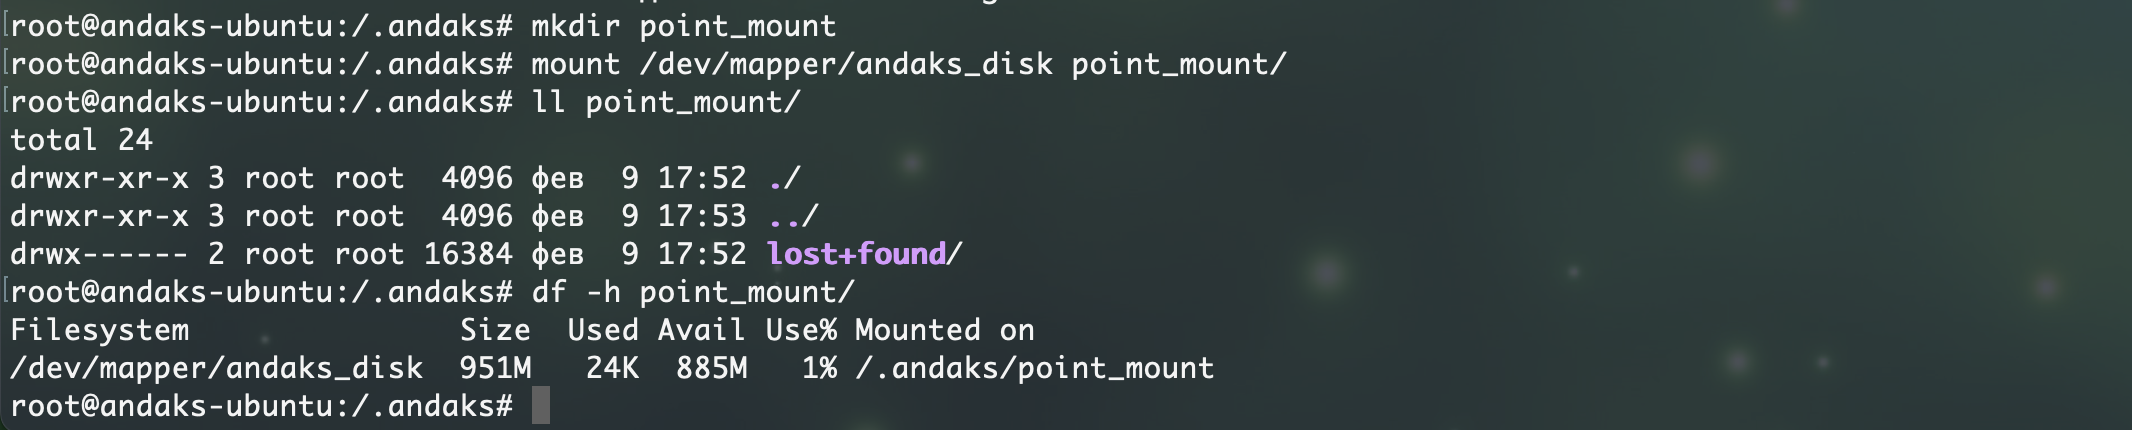 root@andaks-ubuntu:/.andaks# mkdir point_mount
root@andaks-ubuntu:/.andaks# mount /dev/mapper/andaks_disk point_mount/
root@andaks-ubuntu:/.andaks# ll point_mount/
total 24
drwxr-xr-x 3 root root  4096 фев  9 17:52 ./
drwxr-xr-x 3 root root  4096 фев  9 17:53 ../
drwx------ 2 root root 16384 фев  9 17:52 lost+found/
root@andaks-ubuntu:/.andaks# df -h point_mount/
Filesystem               Size  Used Avail Use% Mounted on
/dev/mapper/andaks_disk  951M   24K  885M   1% /.andaks/point_mount
root@andaks-ubuntu:/.andaks#